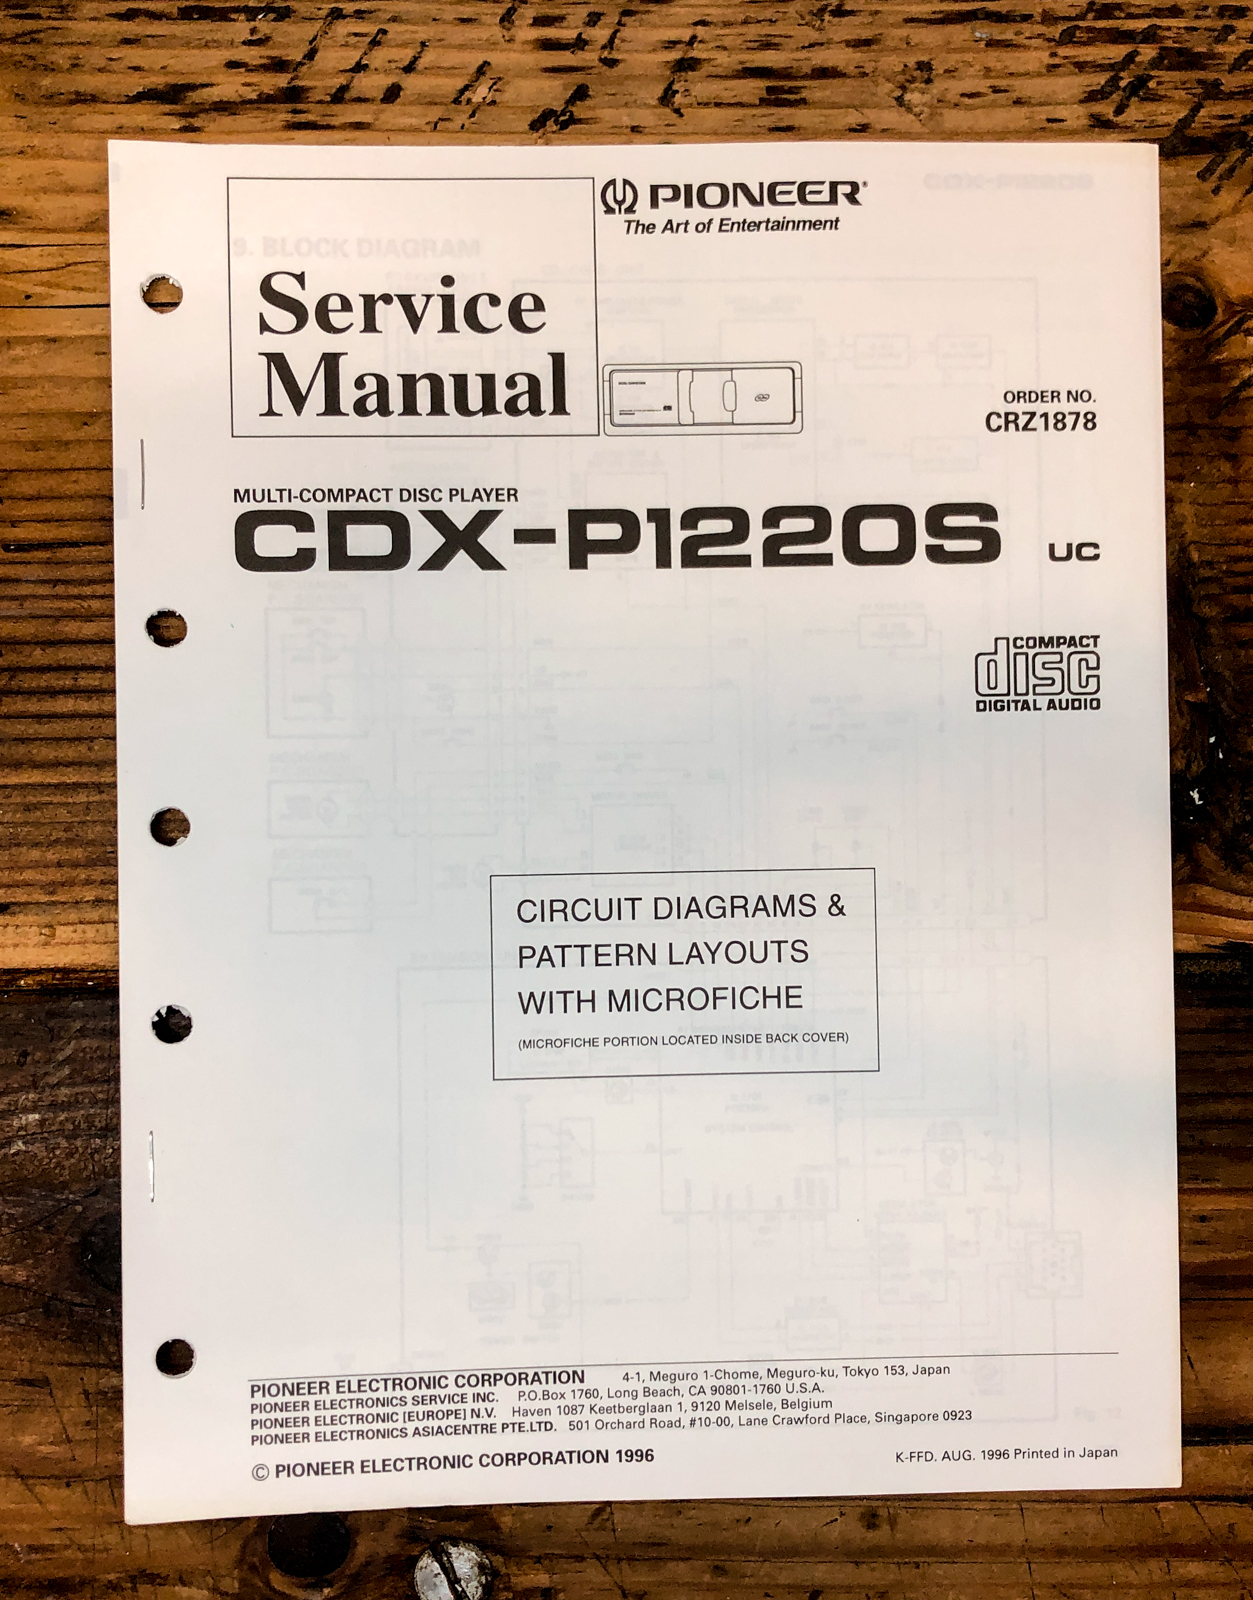 PIONEER®
The Art of Entertainment
Service
Manual
ORDER NO.
CRZ1878
MULTI-COMPACT DISC PLAYER
CDX-P1220S UC
COMPACT
disc
DIGITAL AUDIO
CIRCUIT DIAGRAMS &
PATTERN LAYOUTS
WITH MICROFICHE
(MICROFICHE PORTION LOCATED INSIDE BACK COVER)
PIONEER ELECTRONIC CORPORATION 4-1, Meguro 1-Chome, Meguro-ku, Tokyo 153, Japan
PIONEER ELECTRONICS SERVICE INC. P.O.Box 1760, Long Beach, CA 90801-1760 U.S.A.
PIONEER ELECTRONIC [EUROPE] N.V. Haven 1087 Keetberglaan 1, 9120 Melsele, Belgium
PIONEER ELECTRONICS ASIACENTRE PTE.LTD. 501 Orchard Road, #10-00, Lane Crawford Place, Singapore 0923
© PIONEER ELECTRONIC CORPORATION 1996
K-FFD. AUG. 1996 Printed in Japan
9. BLOCK DIAGRAM